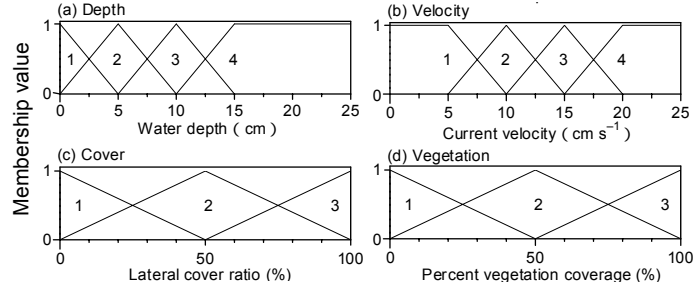 (a) Depth
1
1 2 3 4
0
0 5 10 15 20 25
Water depth ( cm )
(b) Velocity
1
1 2 3 4
0
0 5 10 15 20 25
Current velocity ( cm s⁻¹ )
Membership value
(c) Cover
1
1 2 3
0
0 50 100
Lateral cover ratio (%)
(d) Vegetation
1
1 2 3
0
0 50 100
Percent vegetation coverage (%)